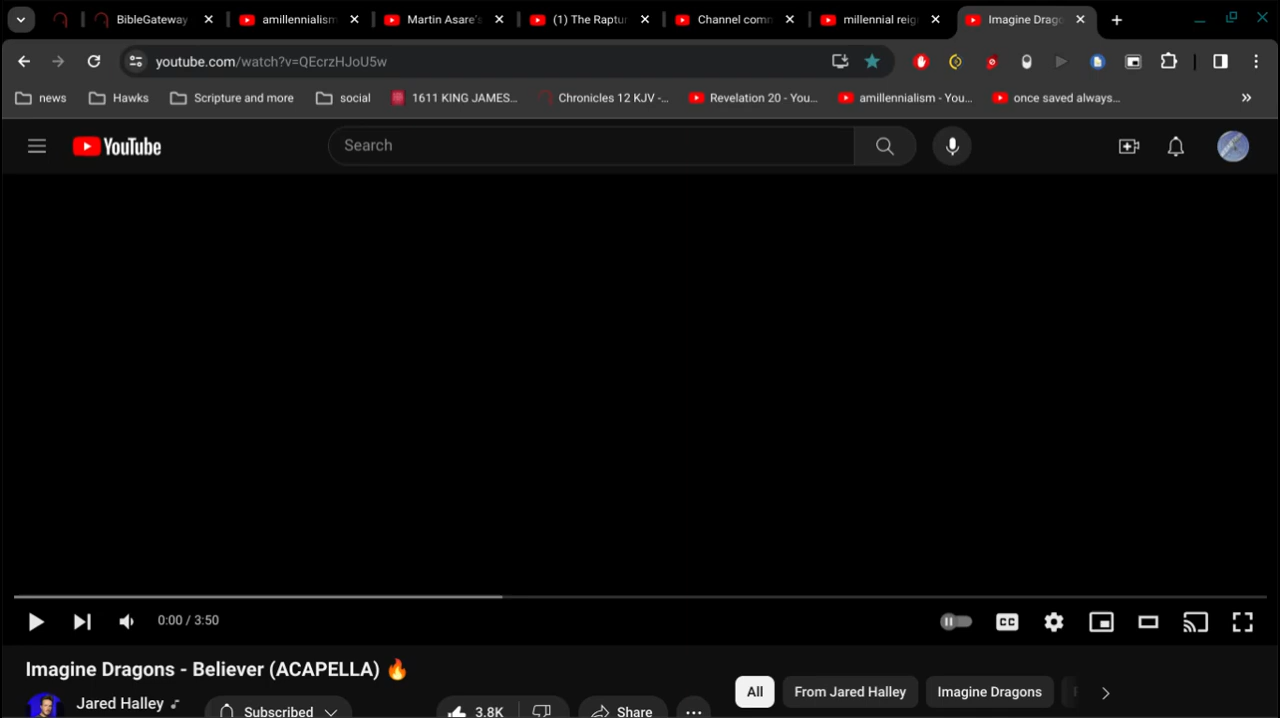 BibleGateway amillennialism Martin Asare's (1) The Raptur Channel comm millennial reig Imagine Drago
youtube.com/watch?v=QEcrzHJoU5w
news Hawks Scripture and more social 1611 KING JAMES... Chronicles 12 KJV -... Revelation 20 - You... amillennialism - You... once saved always...
YouTube Search
0:00 / 3:50 CC
Imagine Dragons - Believer (ACAPELLA) 🔥
All From Jared Halley Imagine Dragons
Jared Halley Subscribed 3.8K Share